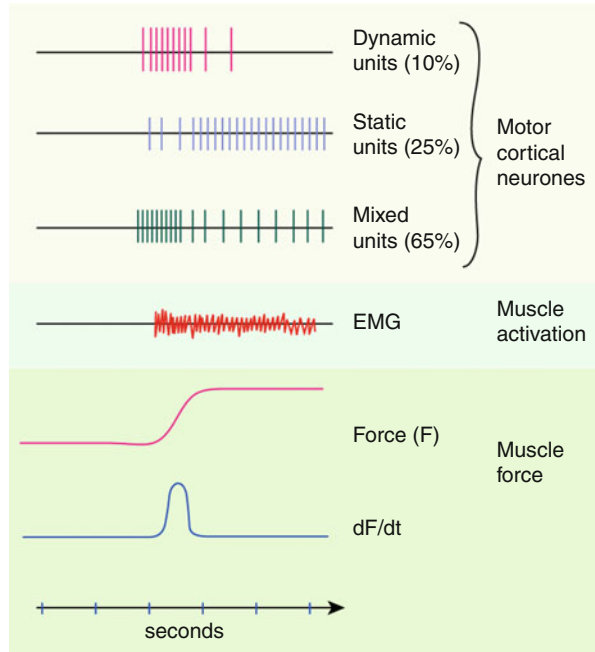 Dynamic
units (10%)
Static
units (25%)
Mixed
units (65%)
Motor
cortical
neurones
EMG
Muscle
activation
Force (F)
Muscle
force
dF/dt
seconds